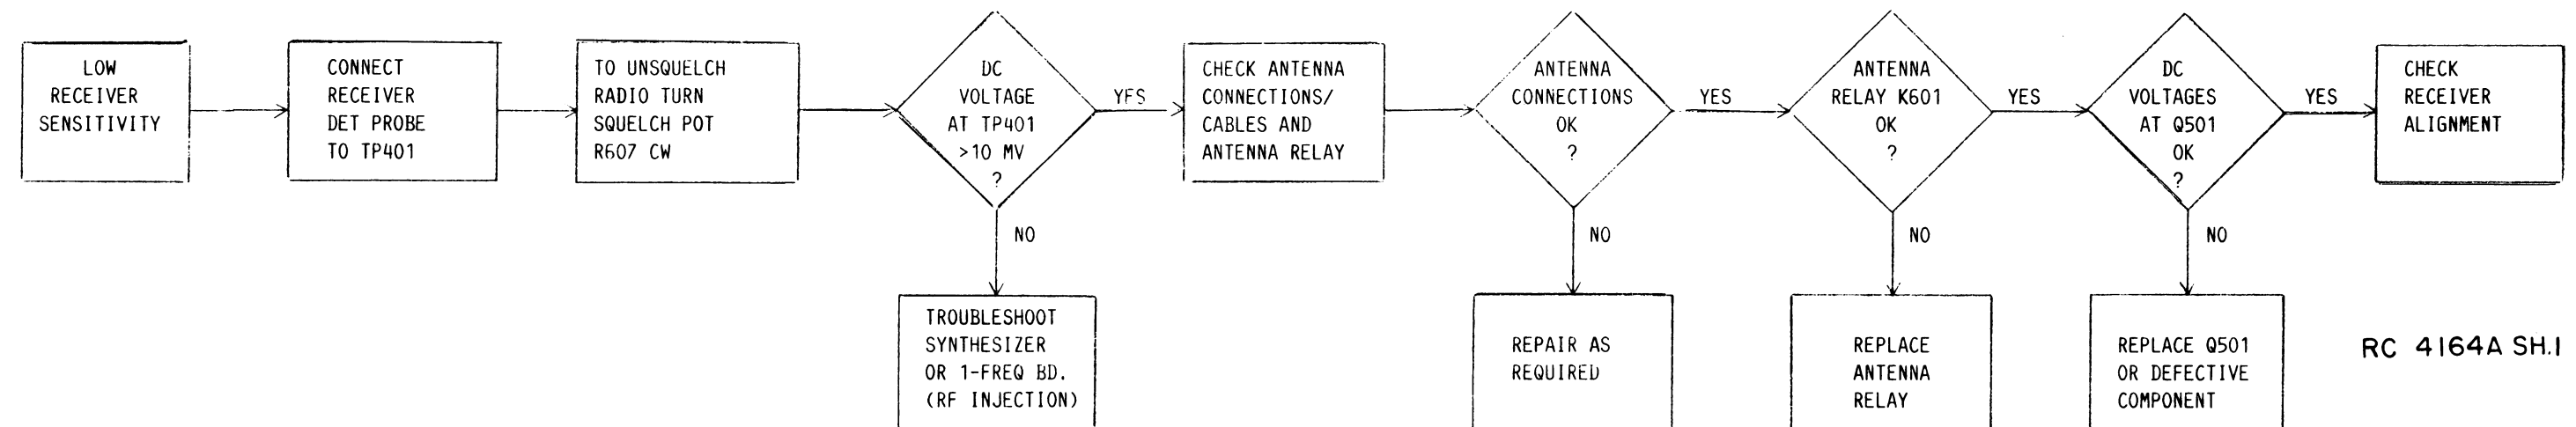 LOW
RECEIVER
SENSITIVITY
CONNECT
RECEIVER
DET PROBE
TO TP401
TO UNSQUELCH
RADIO TURN
SQUELCH POT
R607 CW
DC
VOLTAGE
AT TP401
>10 MV
?
YES
NO
TROUBLESHOOT
SYNTHESIZER
OR 1-FREQ BD.
(RF INJECTION)
CHECK ANTENNA
CONNECTIONS/
CABLES AND
ANTENNA RELAY
ANTENNA
CONNECTIONS
OK
?
YES
NO
REPAIR AS
REQUIRED
ANTENNA
RELAY K601
OK
?
YES
NO
REPLACE
ANTENNA
RELAY
DC
VOLTAGES
AT Q501
OK
?
YES
NO
REPLACE Q501
OR DEFECTIVE
COMPONENT
CHECK
RECEIVER
ALIGNMENT
RC 4164A SH.1